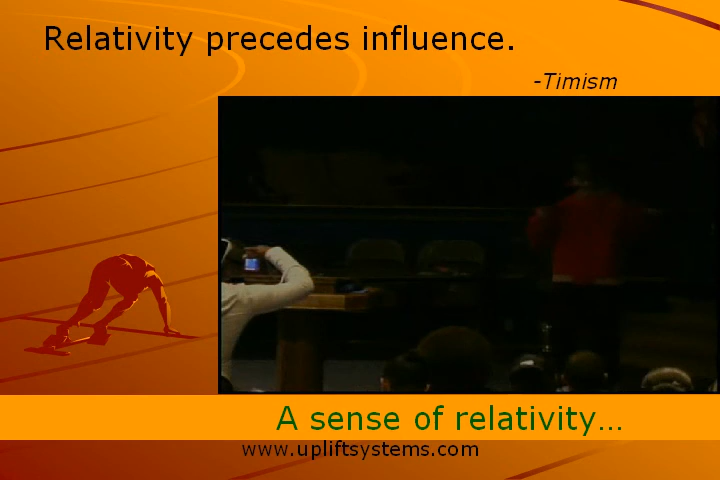 Relativity precedes influence.
-Timism
A sense of relativity...
www.upliftsystems.com